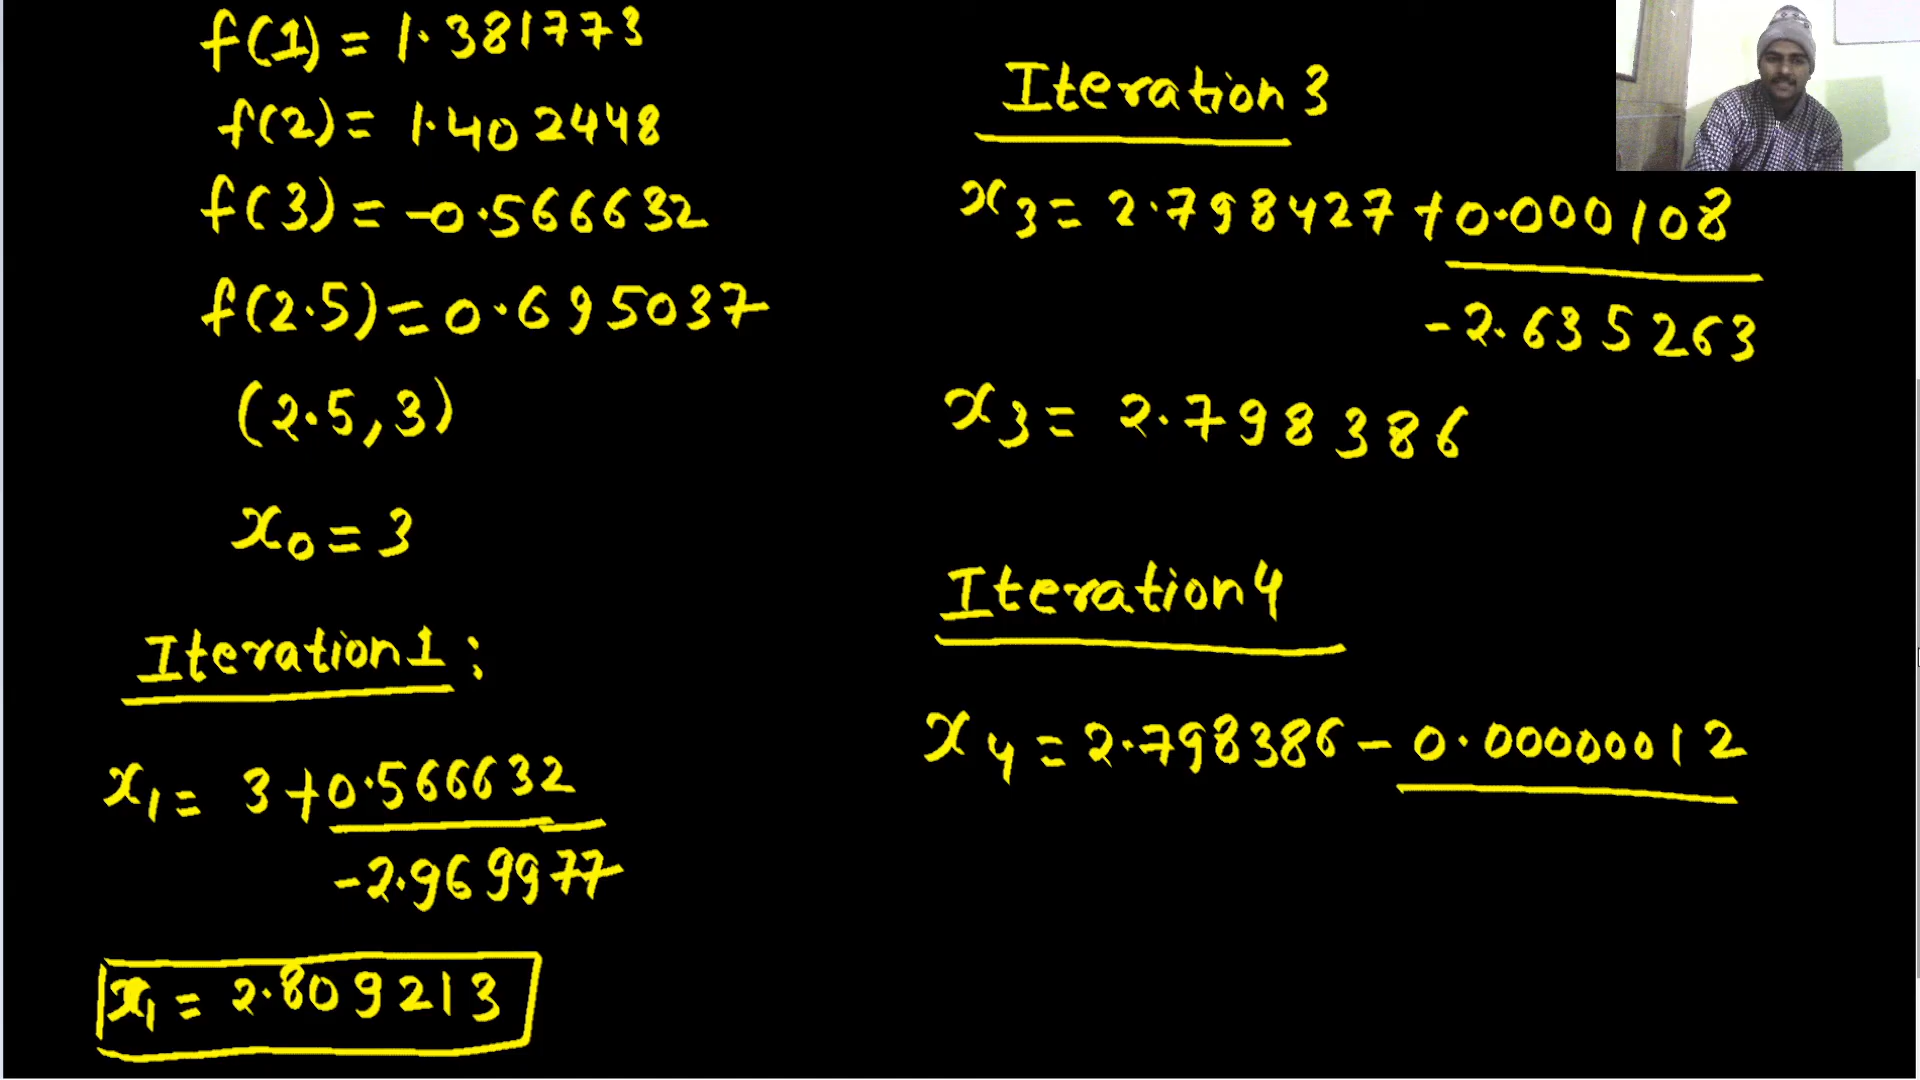 f(1) = 1.381773
f(2) = 1.402448
f(3) = -0.566632
f(2.5) = 0.695037
(2.5, 3)
x₀ = 3
Iteration 1 :
x₁ = 3 + 0.566632
-2.969977
x₁ = 2.809213
Iteration 3
x₃ = 2.798427 + 0.000108
-2.635263
x₃ = 2.798386
Iteration 4
x₄ = 2.798386 - 0.00000012